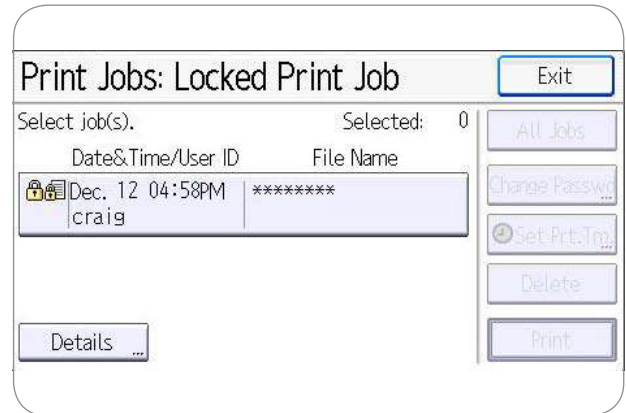 Print Jobs: Locked Print Job Exit
Select job(s). Selected: 0 All Jobs
Date&Time/User ID File Name
Change Passwd
Dec. 12 04:58PM ********
craig
Set Prt.Tm.
Delete
Details ... Print